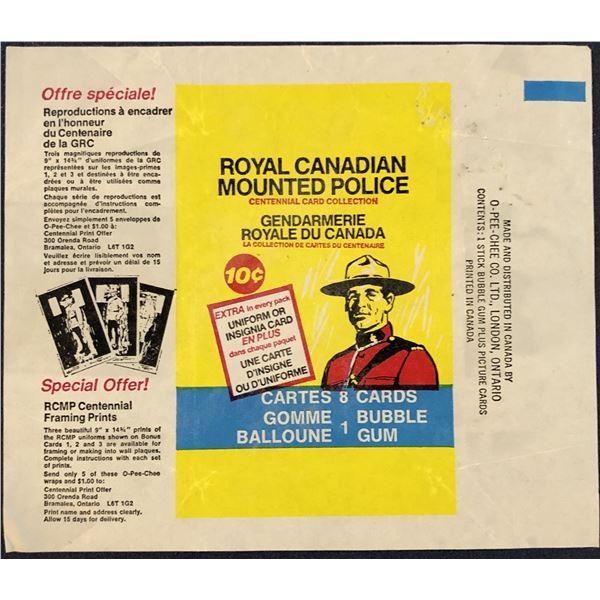 Offre spéciale!
Reproductions à encadrer
en l'honneur
du Centenaire
de la GRC
Trois magnifiques reproductions de
9" x 14¾" d'uniformes de la GRC
représentées sur les images-primes
1, 2 et 3 et destinées à être enca-
drées ou à être utilisées comme
plaques murales.
Chaque série de reproductions est
accompagnée d'instructions com-
plètes pour l'encadrement.
Envoyez simplement 5 enveloppes de
O-Pee-Chee et $1.00 à:
Centennial Print Offer
300 Orenda Road
Bramalea, Ontario L6T 1G2
Veuillez écrire lisiblement vos nom
et adresse et prévoir un délai de 15
jours pour la livraison.
Special Offer!
RCMP Centennial
Framing Prints
Three beautiful 9" x 14¾" prints of
the RCMP uniforms shown on Bonus
Cards 1, 2 and 3 are available for
framing or making into wall plaques.
Complete instructions with each set
of prints.
Send only 5 of these O-Pee-Chee
wraps and $1.00 to:
Centennial Print Offer
300 Orenda Road
Bramalea, Ontario L6T 1G2
Print name and address clearly.
Allow 15 days for delivery.
ROYAL CANADIAN
MOUNTED POLICE
CENTENNIAL CARD COLLECTION
GENDARMERIE
ROYALE DU CANADA
LA COLLECTION DE CARTES DU CENTENAIRE
10¢
EXTRA in every pack
UNIFORM OR
INSIGNIA CARD
EN PLUS
dans chaque paquet
UNE CARTE
D'INSIGNE
OU D'UNIFORME
CARTES 8 CARDS
GOMME 1 BUBBLE
BALLOUNE GUM
MADE AND DISTRIBUTED IN CANADA BY
O-PEE-CHEE CO. LTD., LONDON, ONTARIO
CONTENTS: 1 STICK BUBBLE GUM PLUS PICTURE CARDS
PRINTED IN CANADA